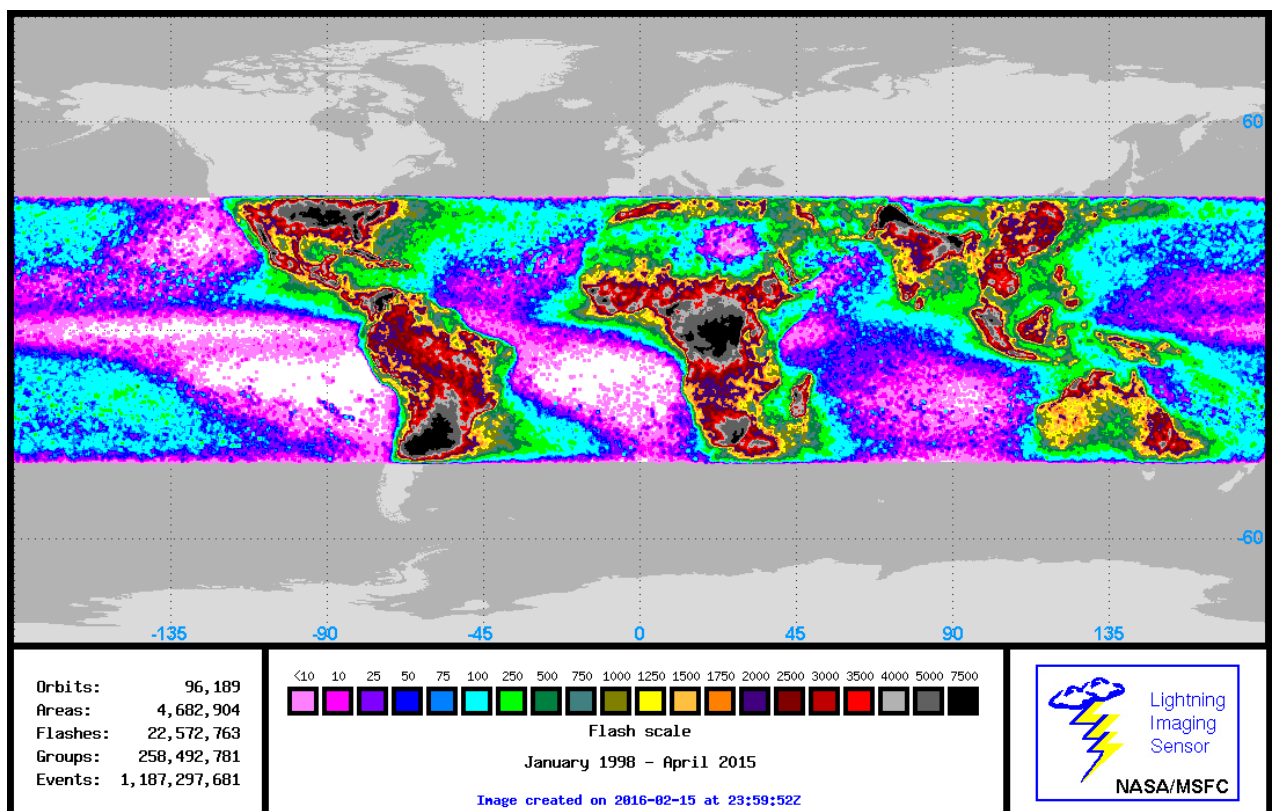 60
-60
-135 -90 -45 0 45 90 135
Orbits: 96,189
Areas: 4,682,904
Flashes: 22,572,763
Groups: 258,492,781
Events: 1,187,297,681
<10 10 25 50 75 100 250 500 750 1000 1250 1500 1750 2000 2500 3000 3500 4000 5000 7500
Flash scale
January 1998 - April 2015
Image created on 2016-02-15 at 23:59:52Z
Lightning
Imaging
Sensor
NASA/MSFC